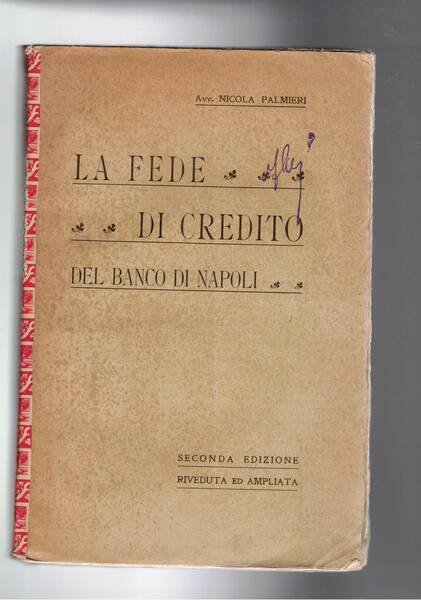 Avv. NICOLA PALMIERI
LA FEDE
DI CREDITO
DEL BANCO DI NAPOLI
SECONDA EDIZIONE
RIVEDUTA ED AMPLIATA